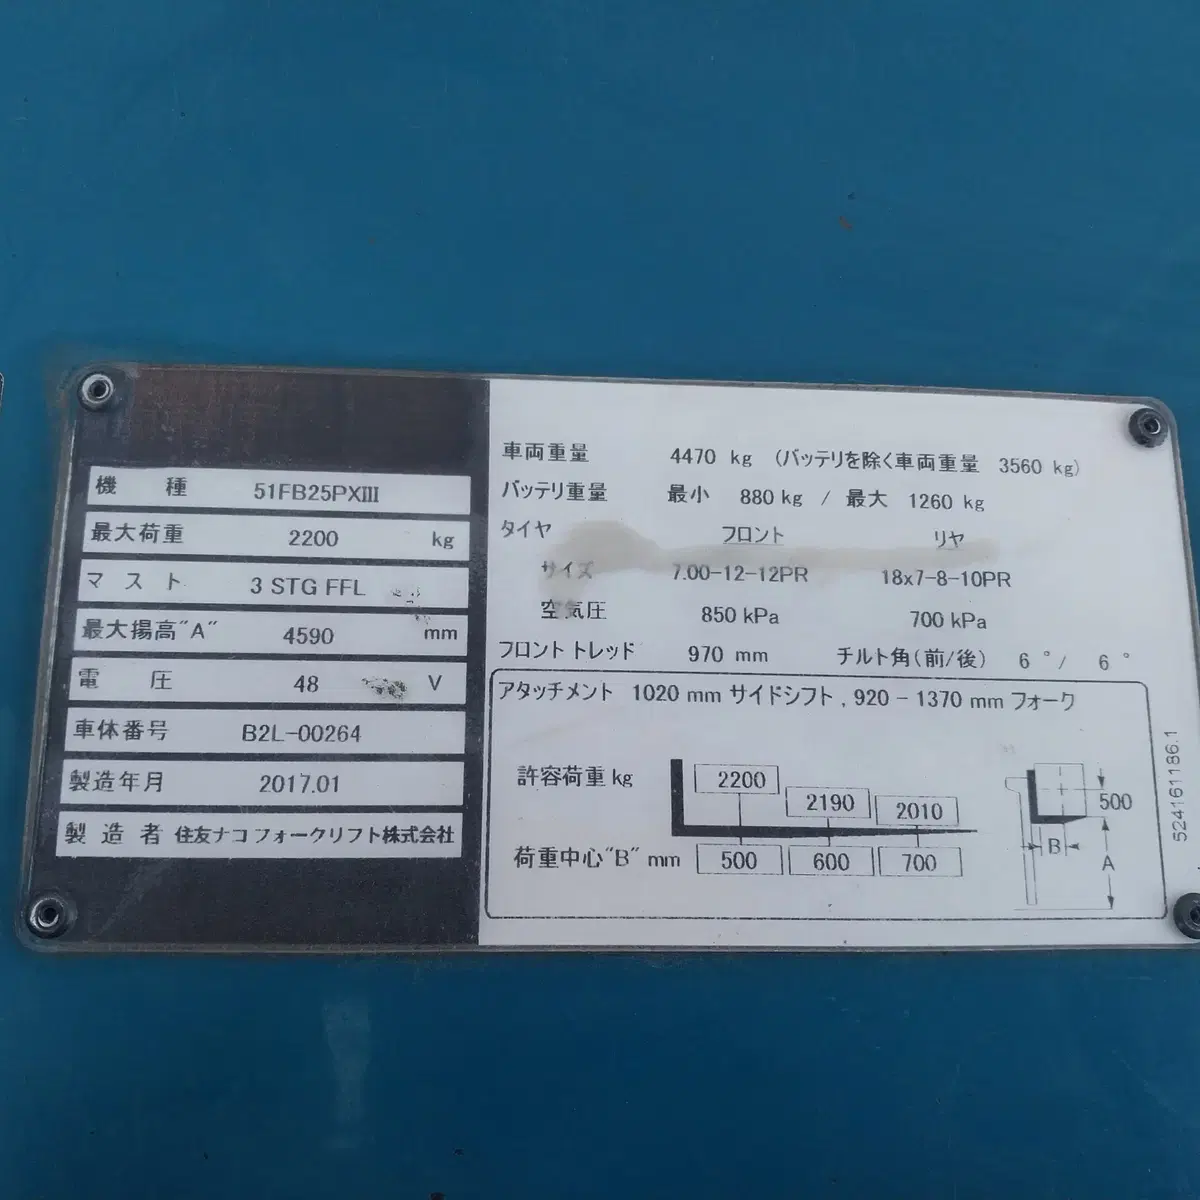 機 種 51FB25PXIII
最大荷重 2200 kg
マスト 3 STG FFL
最大揚高"A" 4590 mm
電 圧 48 V
車体番号 B2L-00264
製造年月 2017.01
製造者 住友ナコフォークリフト株式会社
車両重量 4470 kg (バッテリを除く車両重量 3560 kg)
バッテリ重量 最小 880 kg / 最大 1260 kg
タイヤ フロント リヤ
サイズ 7.00-12-12PR 18x7-8-10PR
空気圧 850 kPa 700 kPa
フロントトレッド 970 mm チルト角(前/後) 6 °/ 6 °
アタッチメント 1020 mm サイドシフト , 920 - 1370 mm フォーク
許容荷重 kg 2200 2190 2010
荷重中心"B" mm 500 600 700
500
B
A
524161186.1